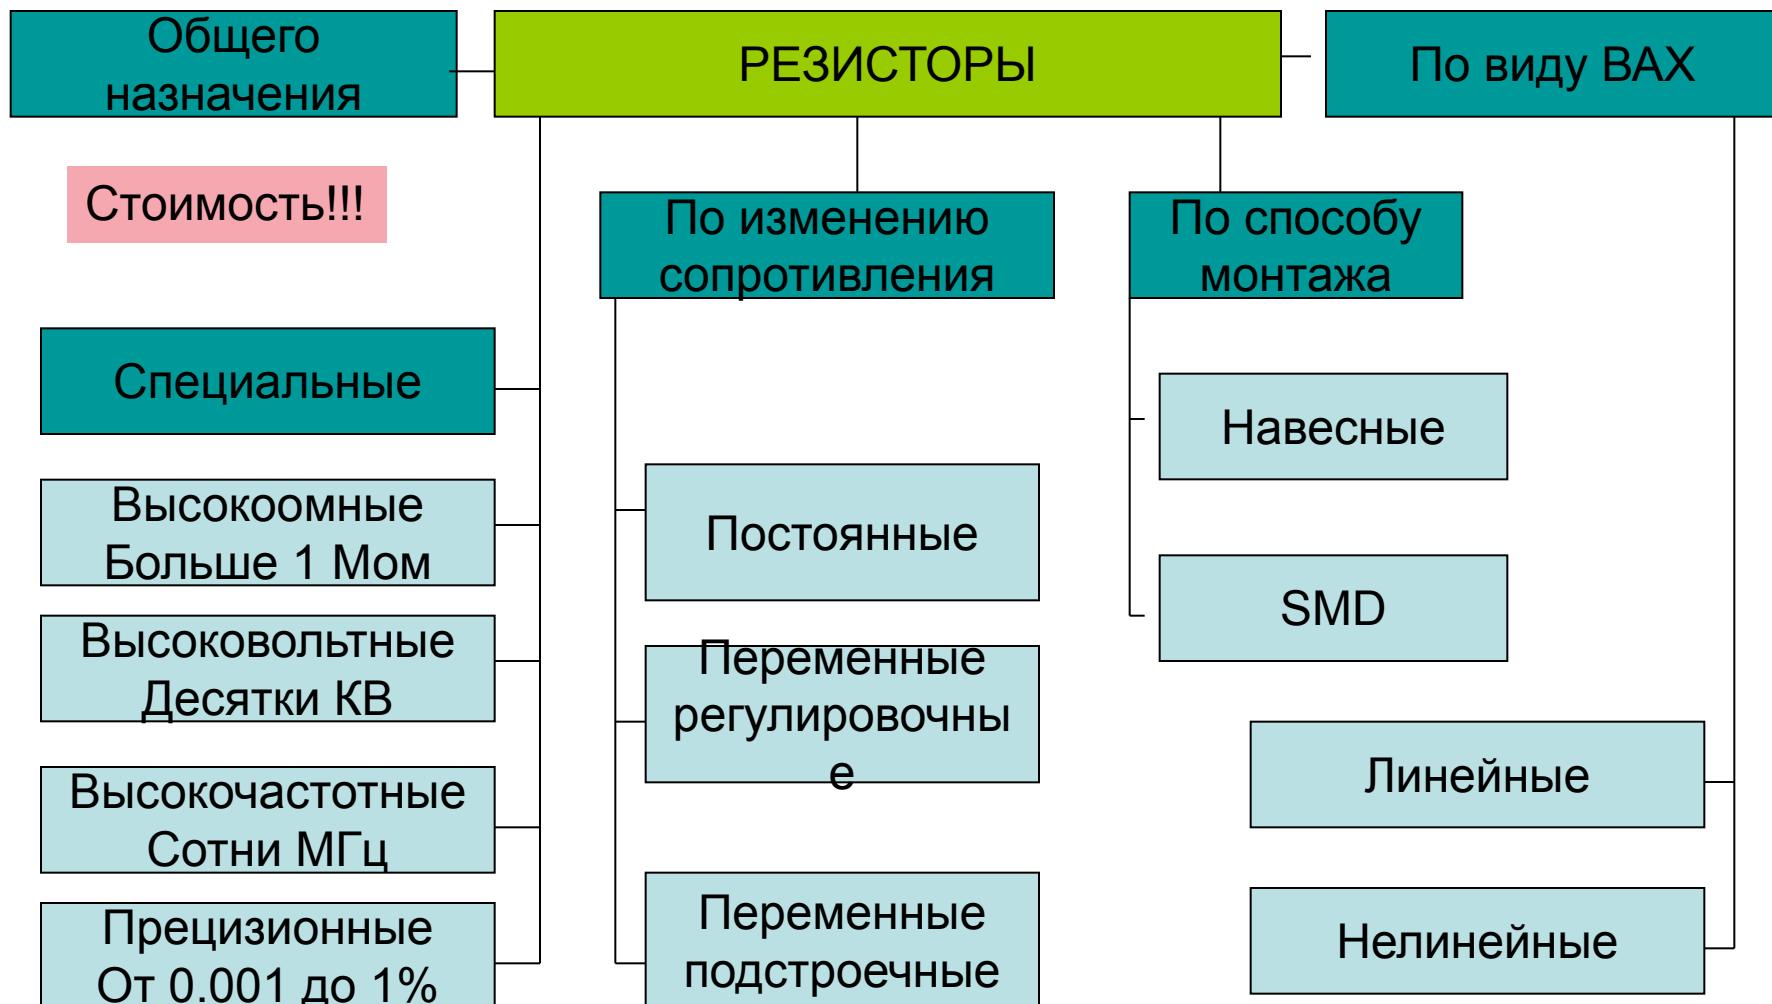 Общего
назначения
РЕЗИСТОРЫ
По виду ВАХ
Стоимость!!!
По изменению
сопротивления
По способу
монтажа
Специальные
Высокоомные
Больше 1 Мом
Высоковольтные
Десятки КВ
Высокочастотные
Сотни МГц
Прецизионные
От 0.001 до 1%
Постоянные
Переменные
регулировочны
е
Переменные
подстроечные
Навесные
SMD
Линейные
Нелинейные